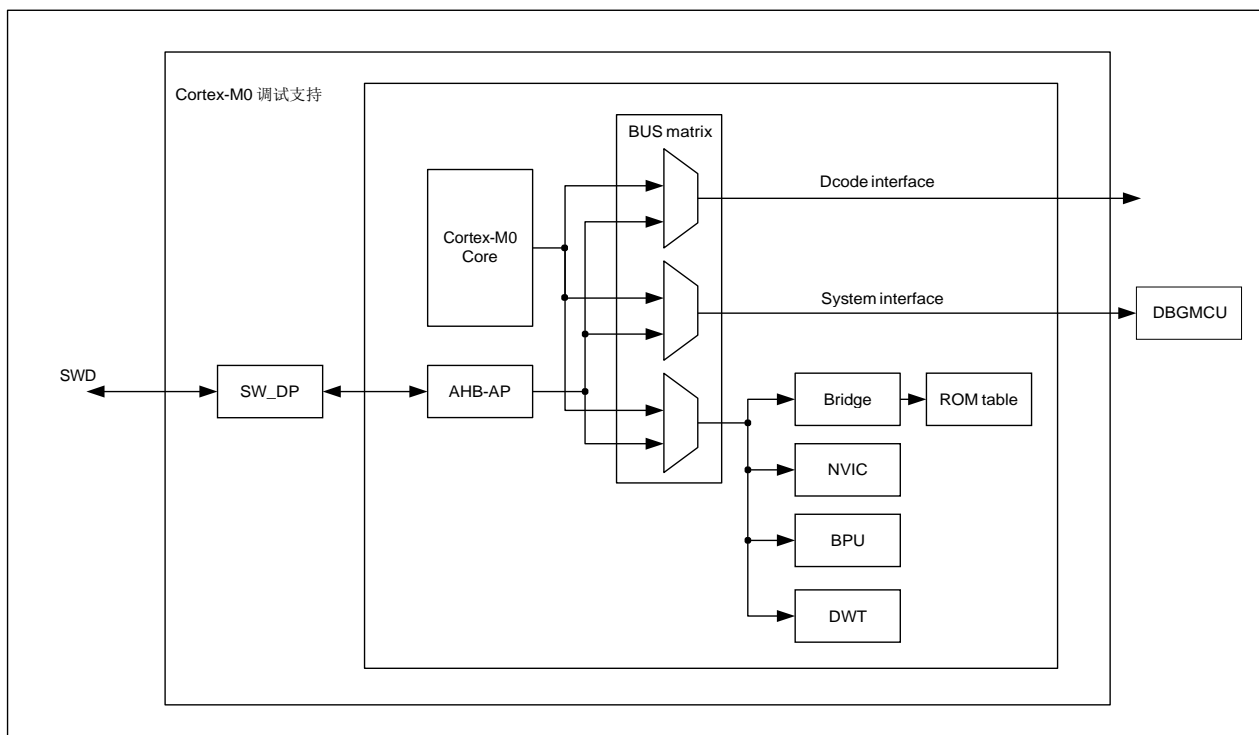 Cortex-M0 调试支持
BUS matrix
Dcode interface
Cortex-M0
Core
System interface
DBGMCU
SWD
SW_DP
AHB-AP
Bridge
ROM table
NVIC
BPU
DWT